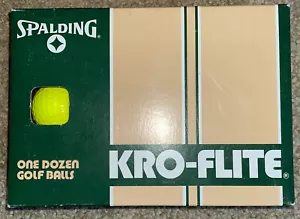 SPALDING
ONE DOZEN
GOLF BALLS
KRO-FLITE®